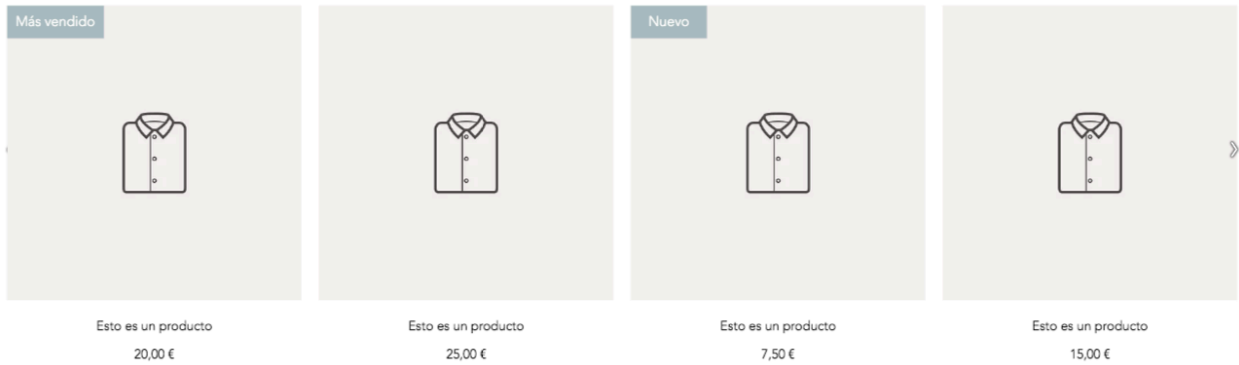 Más vendido
Nuevo
Esto es un producto
Esto es un producto
Esto es un producto
Esto es un producto
20,00 €
25,00 €
7,50 €
15,00 €